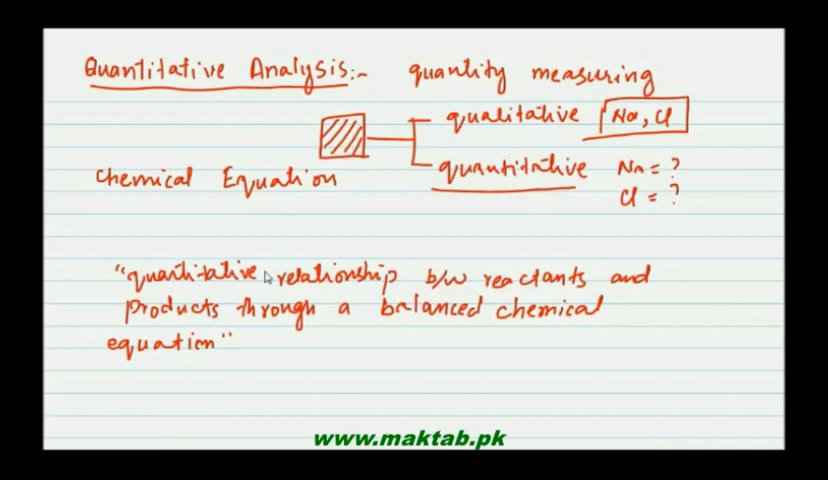 Quantitative Analysis:- quantity measuring
qualitative Na, Cl
quantitative Na = ?
Chemical Equation Cl = ?
"quantitative relationship b/w reactants and
products through a balanced chemical
equation"
www.maktab.pk